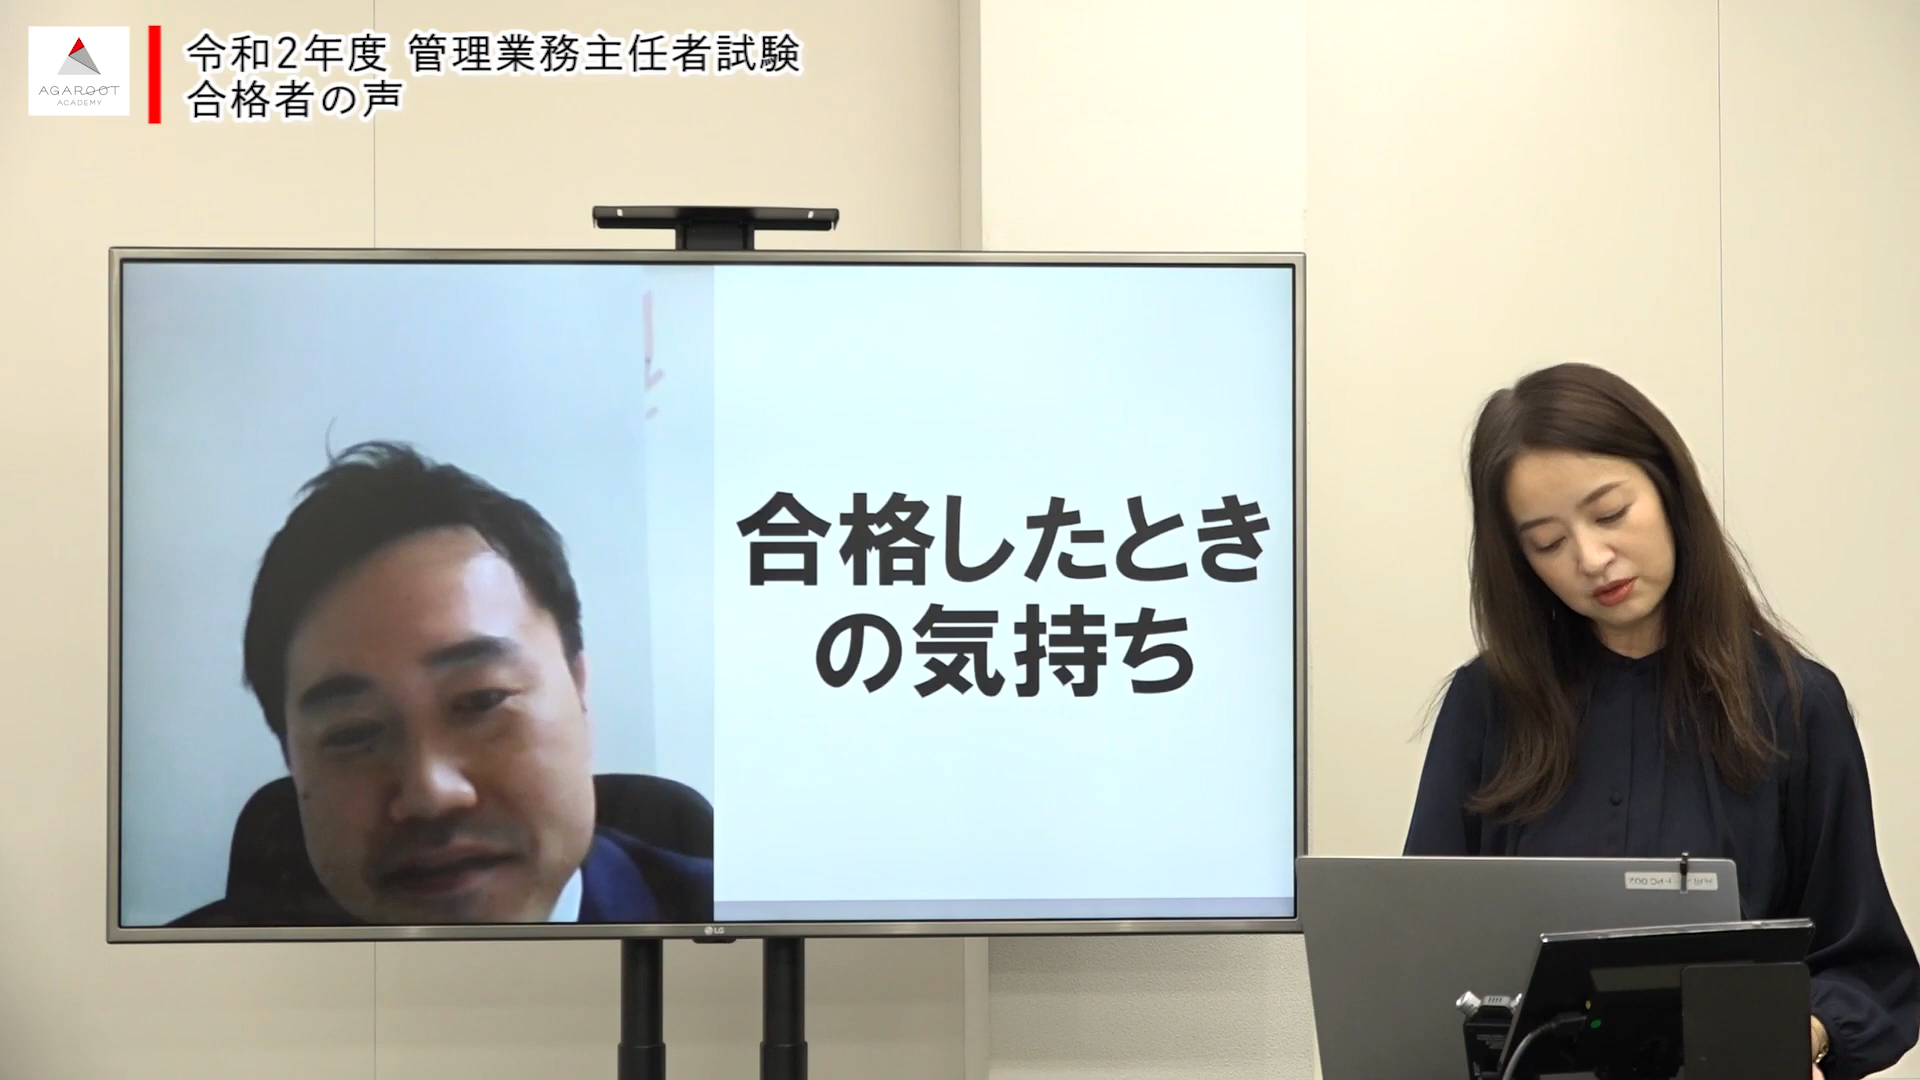 令和2年度 管理業務主任者試験
合格者の声
AGAROOT
ACADEMY
合格したとき
の気持ち
LG